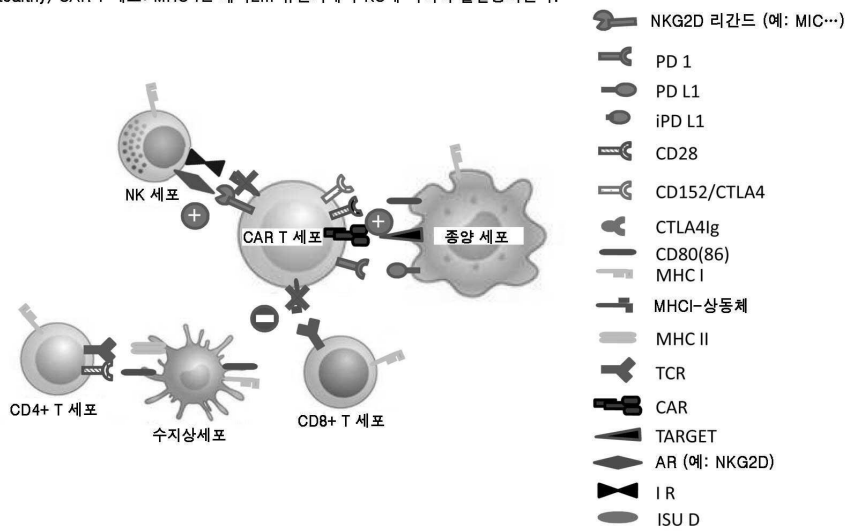 NK 세포
CAR T 세포
종양 세포
CD4+ T 세포
수지상세포
CD8+ T 세포
NKG2D 리간드 (예: MIC…)
PD 1
PD L1
iPD L1
CD28
CD152/CTLA4
CTLA4Ig
CD80(86)
MHC I
MHCI-상동체
MHC II
TCR
CAR
TARGET
AR (예: NKG2D)
I R
ISU D